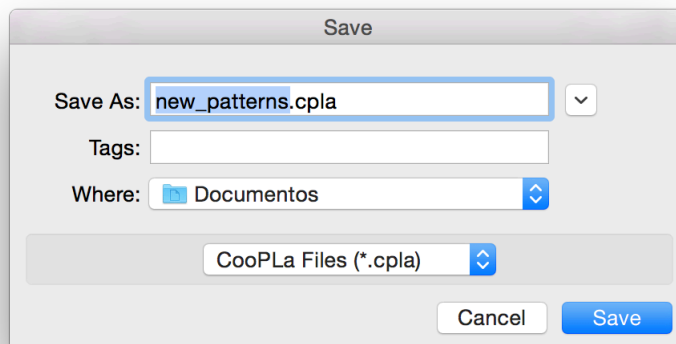 Save
Save As: new_patterns.cpla
Tags:
Where: Documentos
CooPLa Files (*.cpla)
Cancel Save